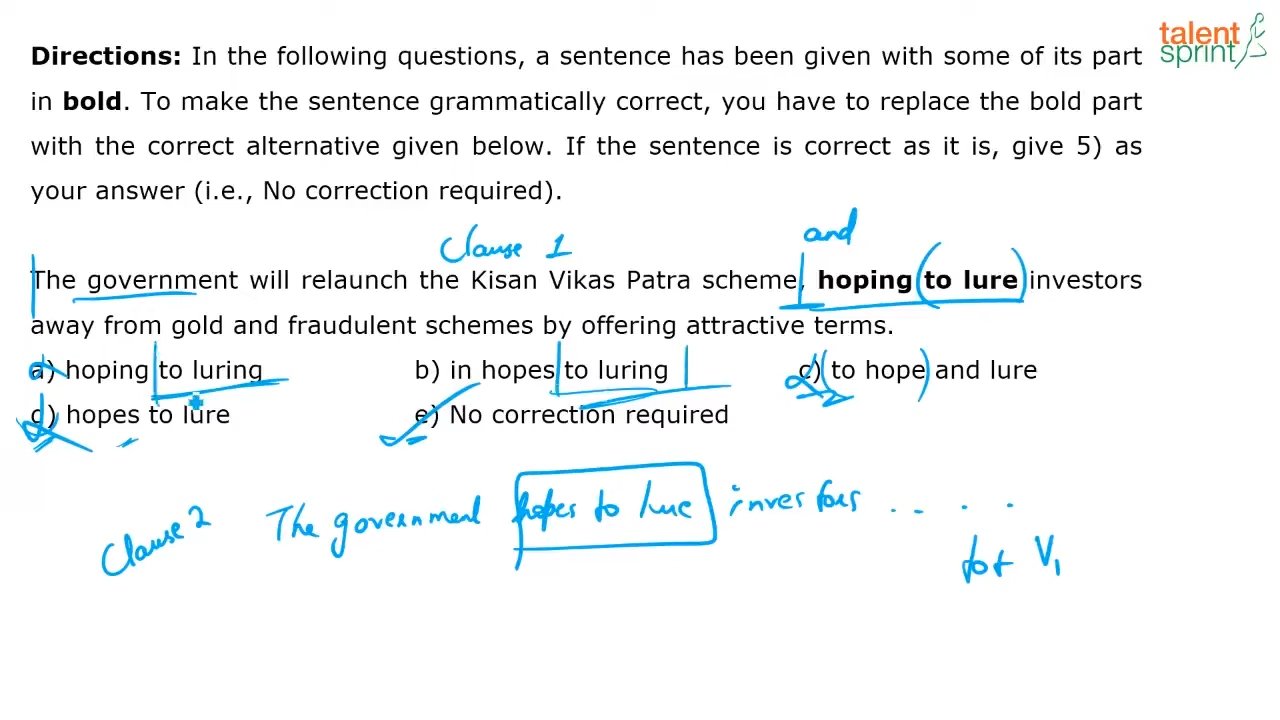 talent
sprint
Directions: In the following questions, a sentence has been given with some of its part
in bold. To make the sentence grammatically correct, you have to replace the bold part
with the correct alternative given below. If the sentence is correct as it is, give 5) as
your answer (i.e., No correction required).
Clause 1 and
The government will relaunch the Kisan Vikas Patra scheme, hoping to lure investors
away from gold and fraudulent schemes by offering attractive terms.
a) hoping to luring b) in hopes to luring c) to hope and lure
d) hopes to lure e) No correction required
Clause 2 The government hopes to lure investors .. . .
to+ V1